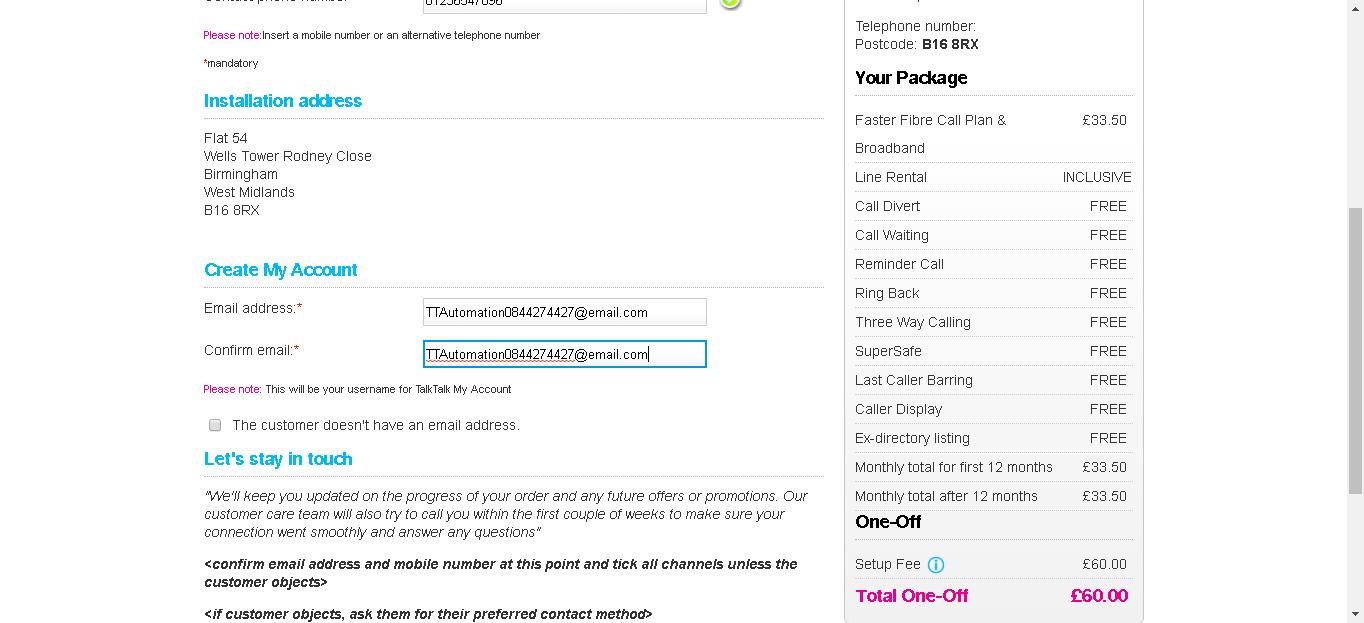 Please note:Insert a mobile number or an alternative telephone number
*mandatory
Installation address
Flat 54
Wells Tower Rodney Close
Birmingham
West Midlands
B16 8RX
Create My Account
Email address:* TTAutomation0844274427@email.com
Confirm email:* TTAutomation0844274427@email.com
Please note: This will be your username for TalkTalk My Account
The customer doesn't have an email address.
Let's stay in touch
"We'll keep you updated on the progress of your order and any future offers or promotions. Our
customer care team will also try to call you within the first couple of weeks to make sure your
connection went smoothly and answer any questions"
<confirm email address and mobile number at this point and tick all channels unless the
customer objects>
<if customer objects, ask them for their preferred contact method>
Telephone number:
Postcode: B16 8RX
Your Package
Faster Fibre Call Plan & £33.50
Broadband
Line Rental INCLUSIVE
Call Divert FREE
Call Waiting FREE
Reminder Call FREE
Ring Back FREE
Three Way Calling FREE
SuperSafe FREE
Last Caller Barring FREE
Caller Display FREE
Ex-directory listing FREE
Monthly total for first 12 months £33.50
Monthly total after 12 months £33.50
One-Off
Setup Fee £60.00
Total One-Off £60.00